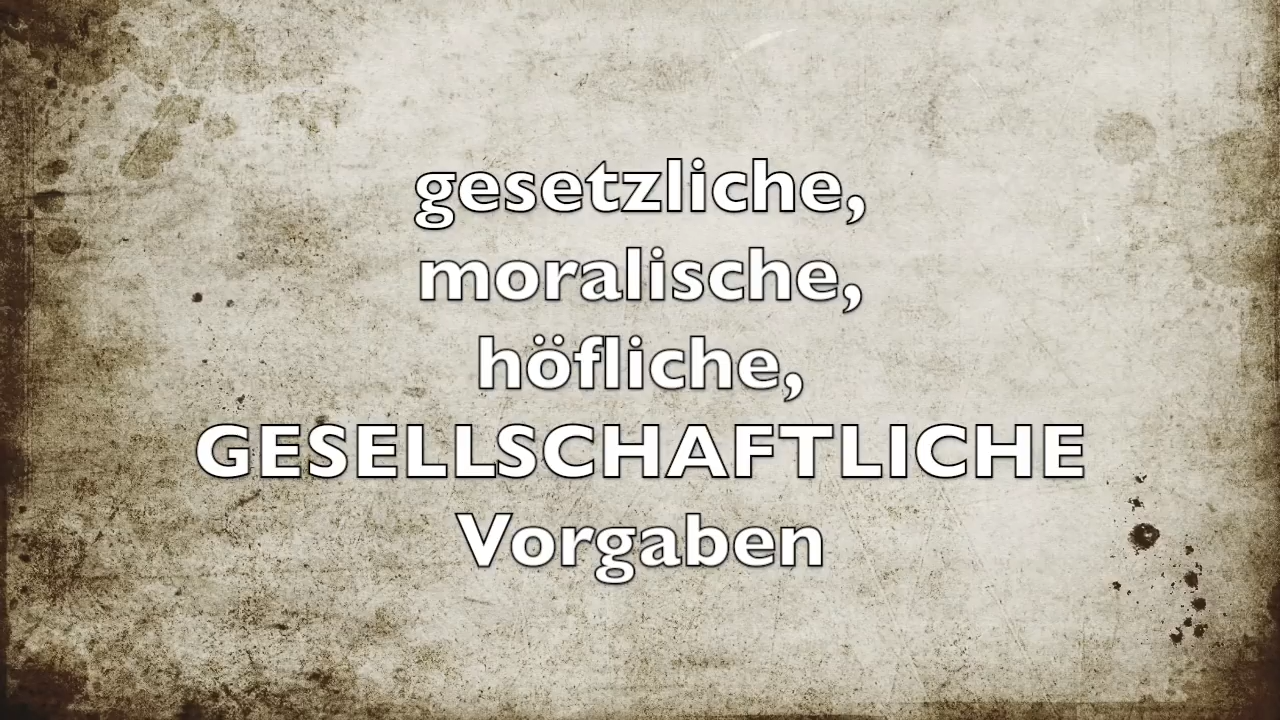 gesetzliche,
moralische,
höfliche,
GESELLSCHAFTLICHE
Vorgaben